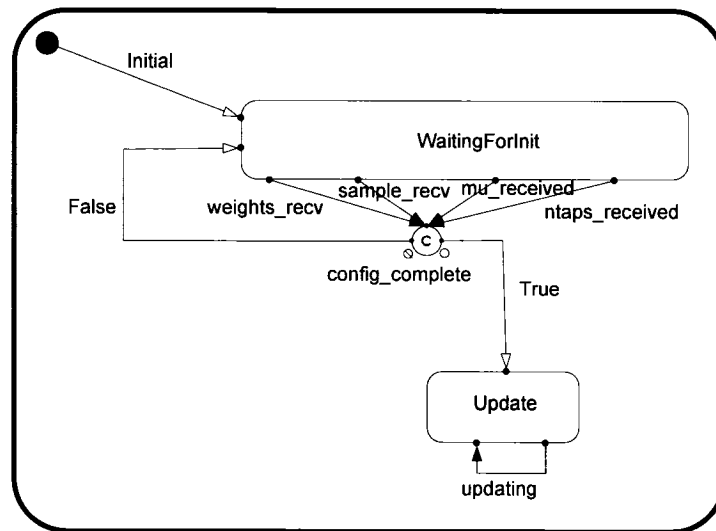 Initial
WaitingForInit
sample_recv
mu_received
weights_recv
ntaps_received
False
C
config_complete
True
Update
updating